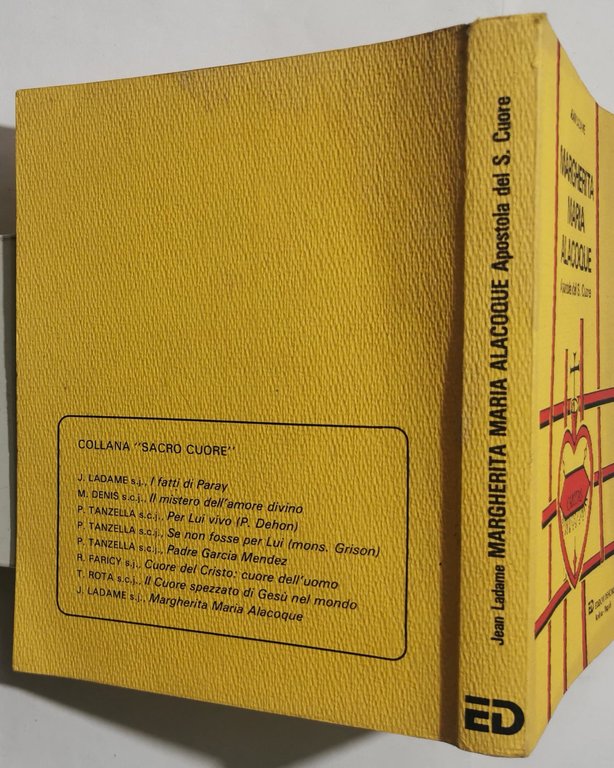 COLLANA "SACRO CUORE"
J. LADAME s.j., I fatti di Paray
M. DENIS s.c.j., Il mistero dell'amore divino
P. TANZELLA s.c.j., Per Lui vivo (P. Dehon)
P. TANZELLA s.c.j., Se non fosse per Lui (mons. Grison)
P. TANZELLA s.c.j., Padre Garcia Mendez
R. FARICY s.j., Cuore del Cristo: cuore dell'uomo
T. ROTA s.c.j., Il Cuore spezzato di Gesù nel mondo
J. LADAME s.j., Margherita Maria Alacoque
Jean Ladame MARGHERITA MARIA ALACOQUE Apostola del S. Cuore
ED
MARGHERITA
MARIA
ALACOQUE
Apostola del S. Cuore